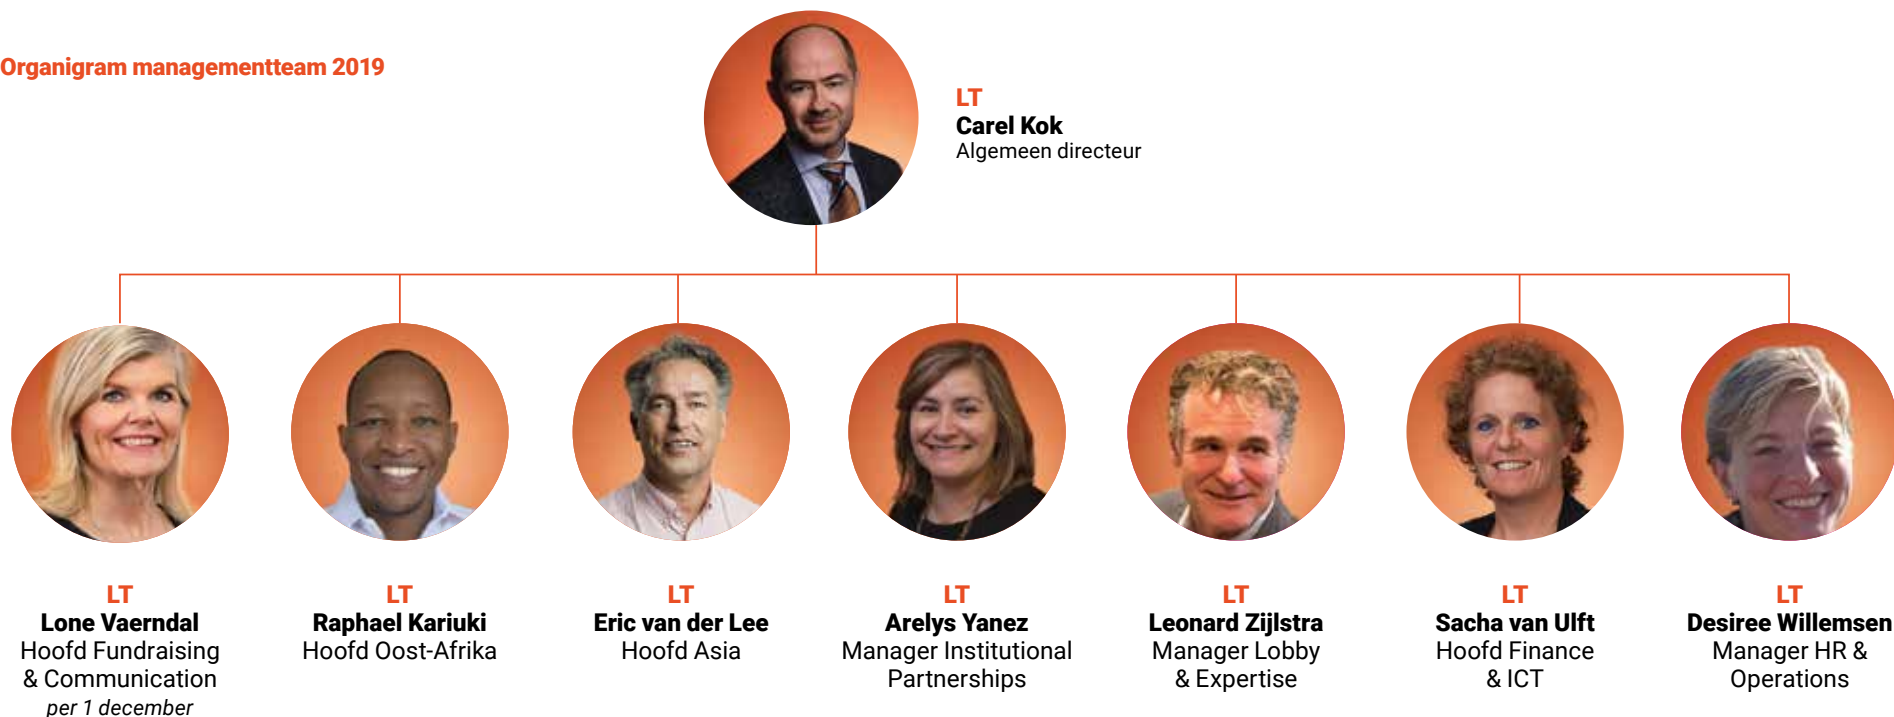 Organigram managementteam 2019
LT
Carel Kok
Algemeen directeur
LT
Lone Vaerndal
Hoofd Fundraising
& Communication
per 1 december
LT
Raphael Kariuki
Hoofd Oost-Afrika
LT
Eric van der Lee
Hoofd Asia
LT
Arelys Yanez
Manager Institutional
Partnerships
LT
Leonard Zijlstra
Manager Lobby
& Expertise
LT
Sacha van Ulft
Hoofd Finance
& ICT
LT
Desiree Willemsen
Manager HR &
Operations